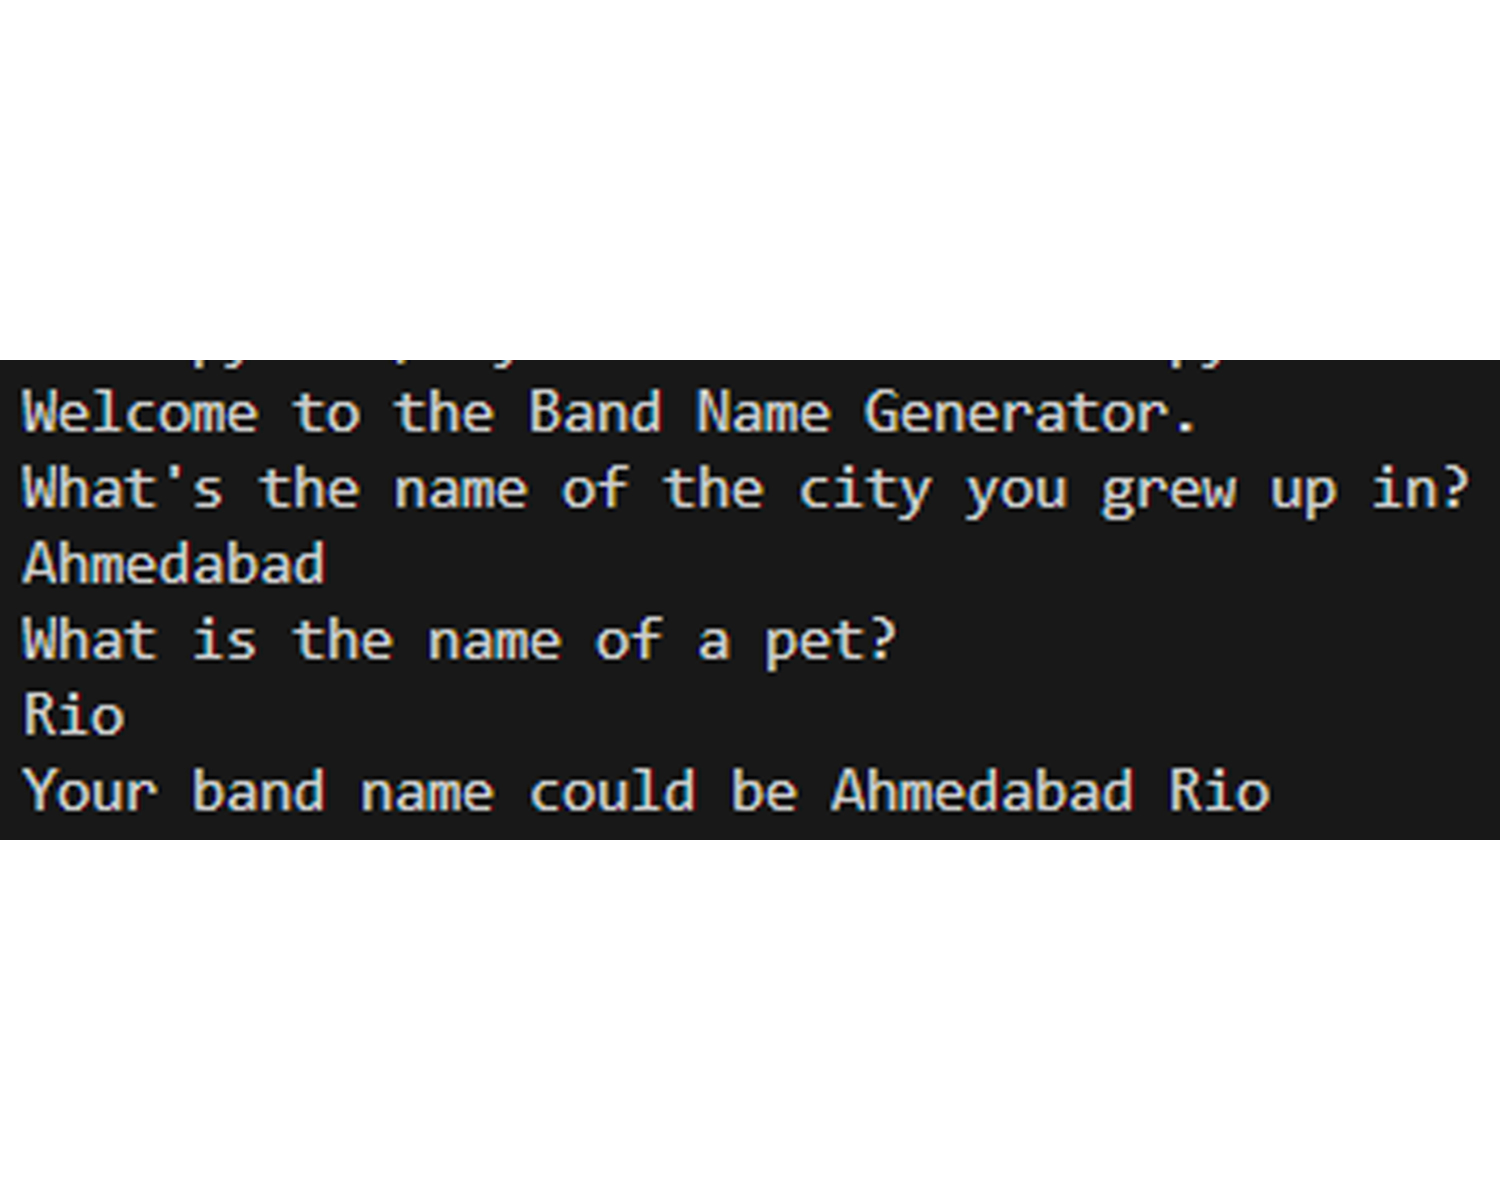 Welcome to the Band Name Generator.
What's the name of the city you grew up in?
Ahmedabad
What is the name of a pet?
Rio
Your band name could be Ahmedabad Rio